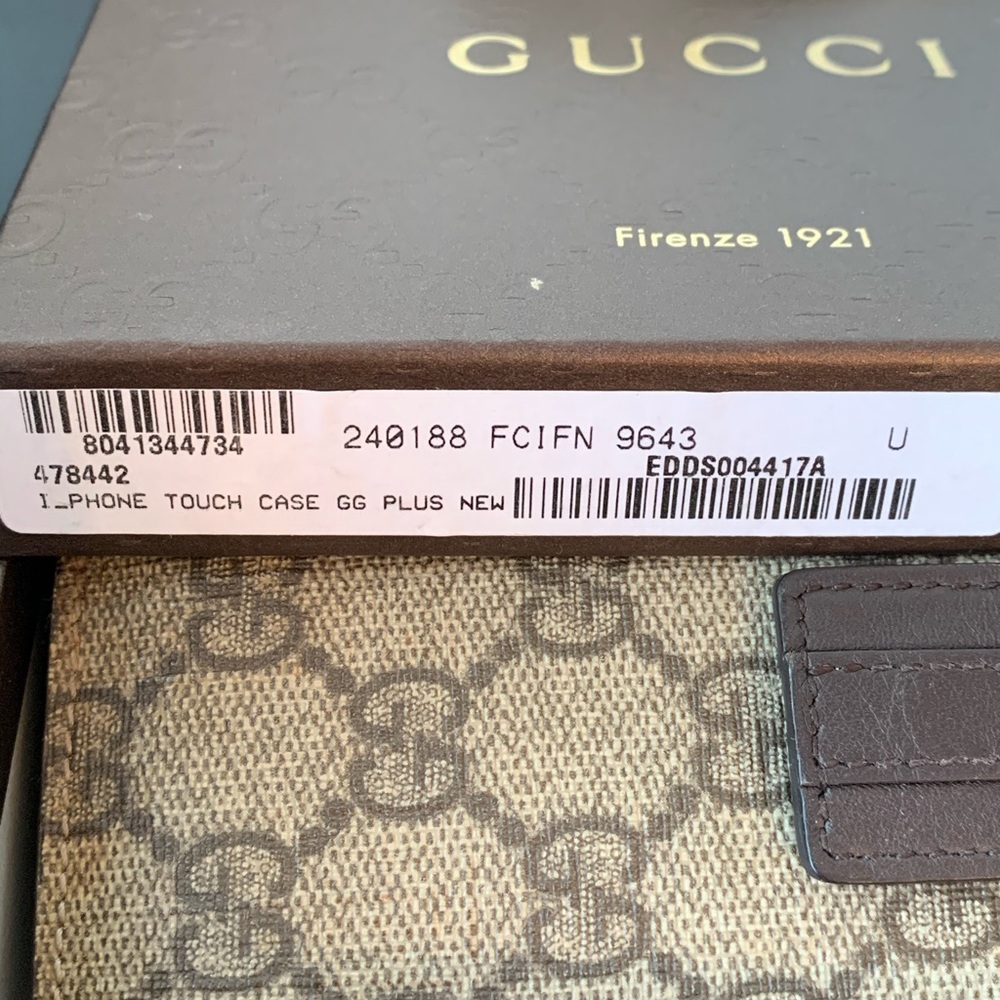 GUCCI
Firenze 1921
8041344734
240188 FCIFN 9643 U
478442
EDDS004417A
I_PHONE TOUCH CASE GG PLUS NEW